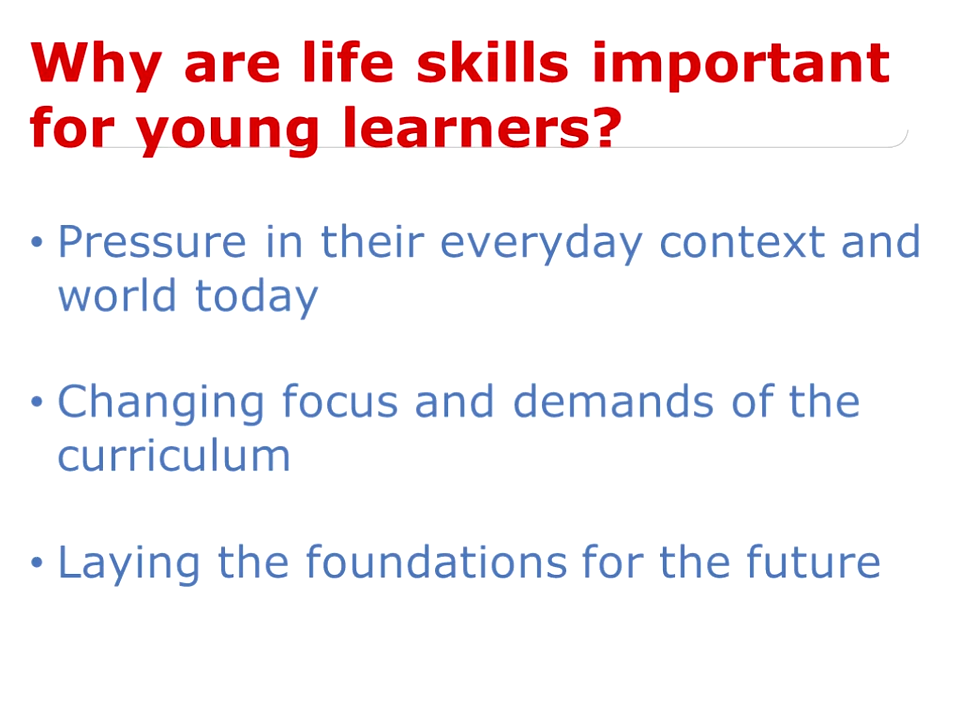 Why are life skills important
for young learners?
• Pressure in their everyday context and
world today
• Changing focus and demands of the
curriculum
• Laying the foundations for the future